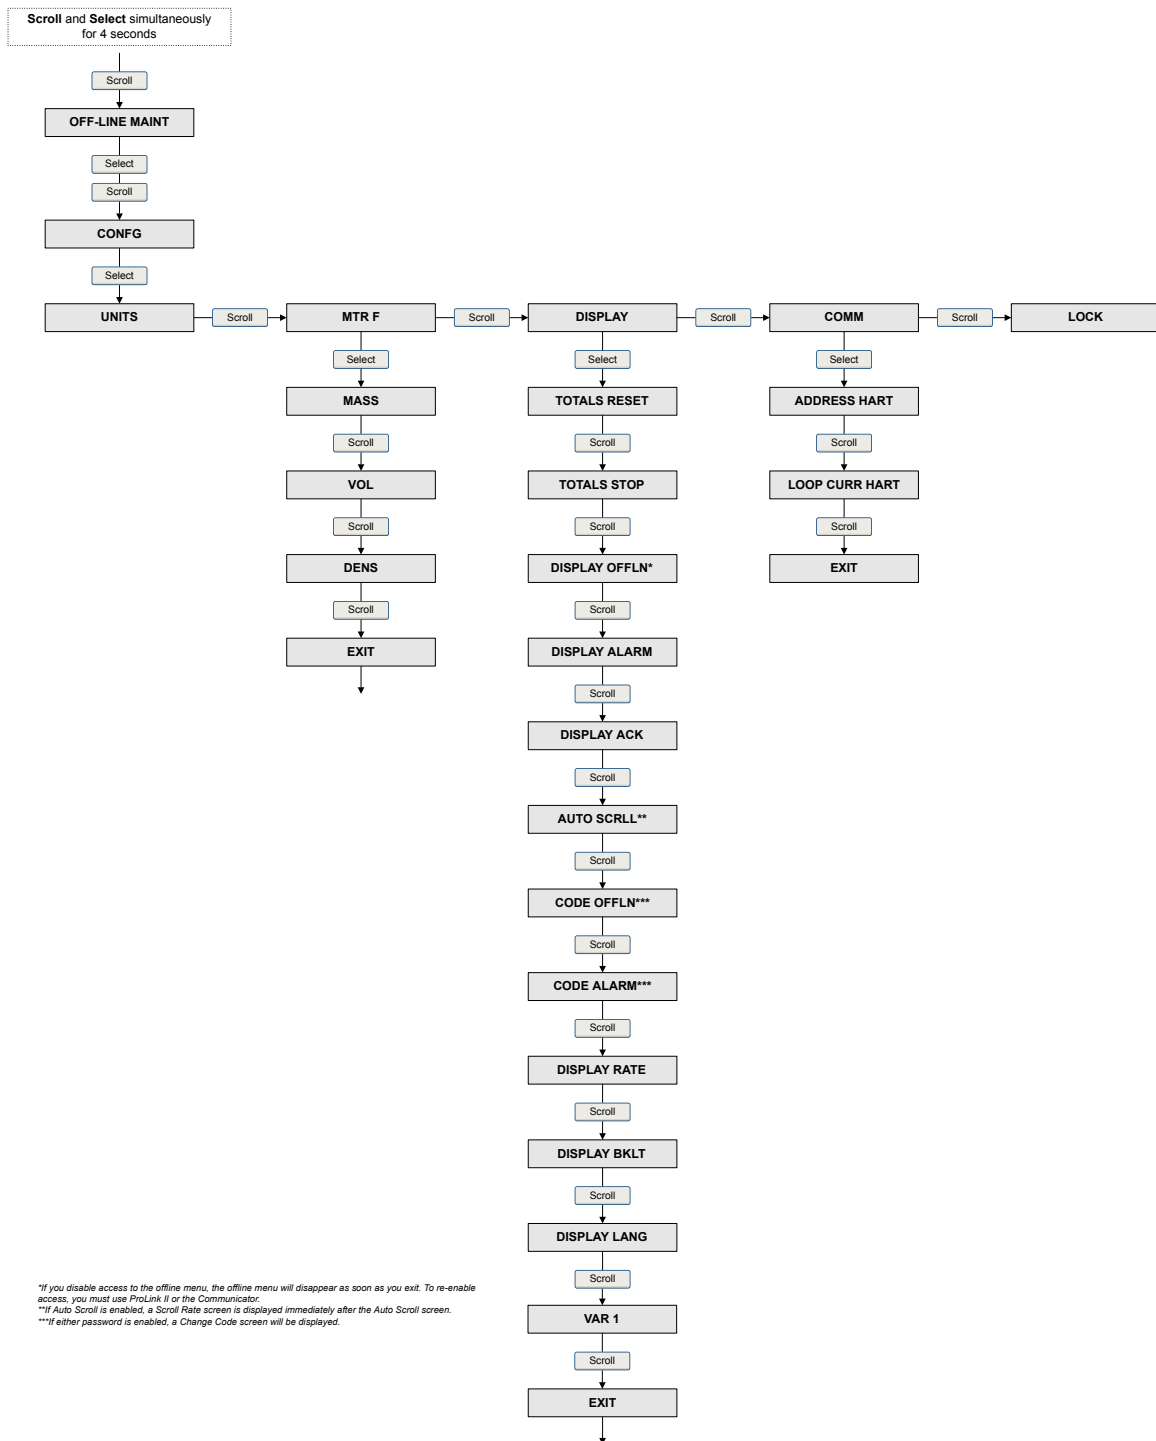 Scroll and Select simultaneously
for 4 seconds
Scroll
OFF-LINE MAINT
Select
Scroll
CONFG
Select
UNITS
Scroll
MTR F
Scroll
DISPLAY
Scroll
COMM
Scroll
LOCK
Select
MASS
Scroll
VOL
Scroll
DENS
Scroll
EXIT
Select
TOTALS RESET
Scroll
TOTALS STOP
Scroll
DISPLAY OFFLN*
Scroll
DISPLAY ALARM
Scroll
DISPLAY ACK
Scroll
AUTO SCRLL**
Scroll
CODE OFFLN***
Scroll
CODE ALARM***
Scroll
DISPLAY RATE
Scroll
DISPLAY BKLT
Scroll
DISPLAY LANG
Scroll
VAR 1
Scroll
EXIT
Select
ADDRESS HART
Scroll
LOOP CURR HART
Scroll
EXIT
*If you disable access to the offline menu, the offline menu will disappear as soon as you exit. To re-enable
access, you must use ProLink II or the Communicator.
**If Auto Scroll is enabled, a Scroll Rate screen is displayed immediately after the Auto Scroll screen.
***If either password is enabled, a Change Code screen will be displayed.